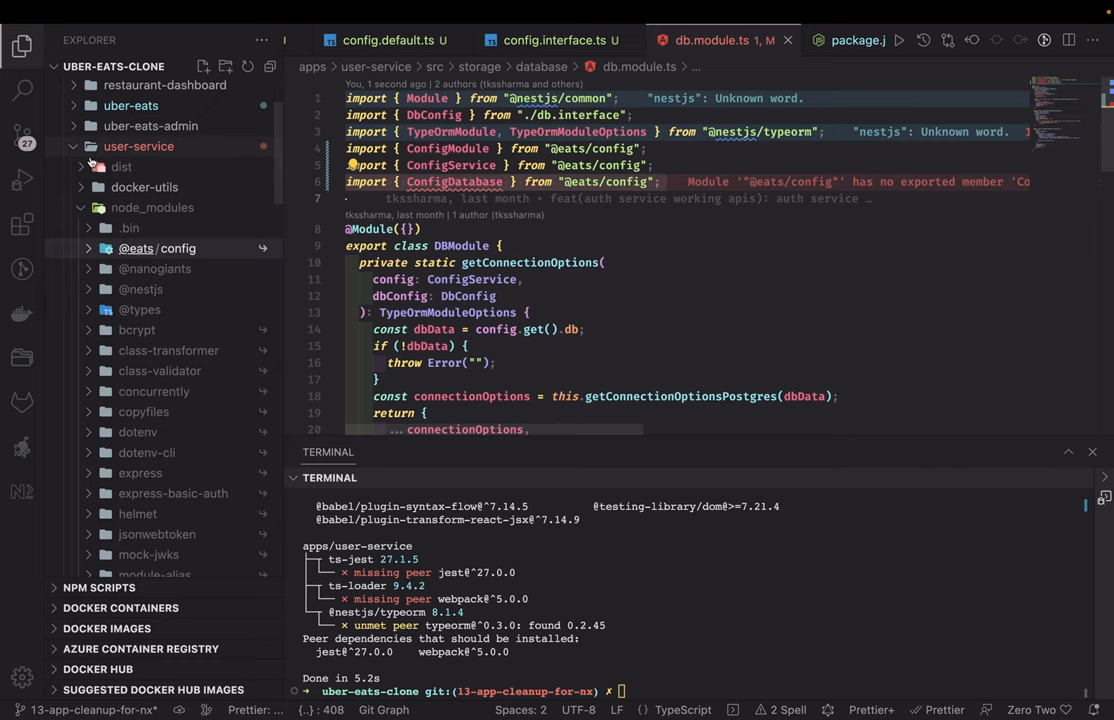 EXPLORER
UBER-EATS-CLONE
restaurant-dashboard
uber-eats
uber-eats-admin
user-service
dist
docker-utils
node_modules
.bin
@eats / config
@nanogiants
@nestjs
@types
bcrypt
class-transformer
class-validator
concurrently
copyfiles
dotenv
dotenv-cli
express
express-basic-auth
helmet
jsonwebtoken
mock-jwks
module-alias
NPM SCRIPTS
DOCKER CONTAINERS
DOCKER IMAGES
AZURE CONTAINER REGISTRY
DOCKER HUB
SUGGESTED DOCKER HUB IMAGES
27
config.default.ts U
config.interface.ts U
db.module.ts 1, M
package.j
apps > user-service > src > storage > database > db.module.ts > ...
You, 1 second ago | 2 authors (tkssharma and others)
1 import { Module } from "@nestjs/common"; "nestjs": Unknown word.
2 import { DbConfig } from "./db.interface";
3 import { TypeOrmModule, TypeOrmModuleOptions } from "@nestjs/typeorm"; "nestjs": Unknown word.
4 import { ConfigModule } from "@eats/config";
5 import { ConfigService } from "@eats/config";
6 import { ConfigDatabase } from "@eats/config"; Module '"@eats/config"' has no exported member 'Co
7 tkssharma, last month • feat(auth service working apis): auth service …
tkssharma, last month | 1 author (tkssharma)
8 @Module({})
9 export class DBModule {
10 private static getConnectionOptions(
11 config: ConfigService,
12 dbConfig: DbConfig
13 ): TypeOrmModuleOptions {
14 const dbData = config.get().db;
15 if (!dbData) {
16 throw Error("");
17 }
18 const connectionOptions = this.getConnectionOptionsPostgres(dbData);
19 return {
20 ...connectionOptions,
TERMINAL
TERMINAL
@babel/plugin-syntax-flow@^7.14.5 @testing-library/dom@>=7.21.4
@babel/plugin-transform-react-jsx@^7.14.9
apps/user-service
├─┬ ts-jest 27.1.5
│ └── ✕ missing peer jest@^27.0.0
├─┬ ts-loader 9.4.2
│ └── ✕ missing peer webpack@^5.0.0
└─┬ @nestjs/typeorm 8.1.4
└── ✕ unmet peer typeorm@^0.3.0: found 0.2.45
Peer dependencies that should be installed:
jest@^27.0.0 webpack@^5.0.0
Done in 5.2s
➜ uber-eats-clone git:(13-app-cleanup-for-nx) ✗
13-app-cleanup-for-nx* Prettier: ... {..} : 408 Git Graph Spaces: 2 UTF-8 LF {} TypeScript 2 Spell Prettier+ Prettier Zero Two